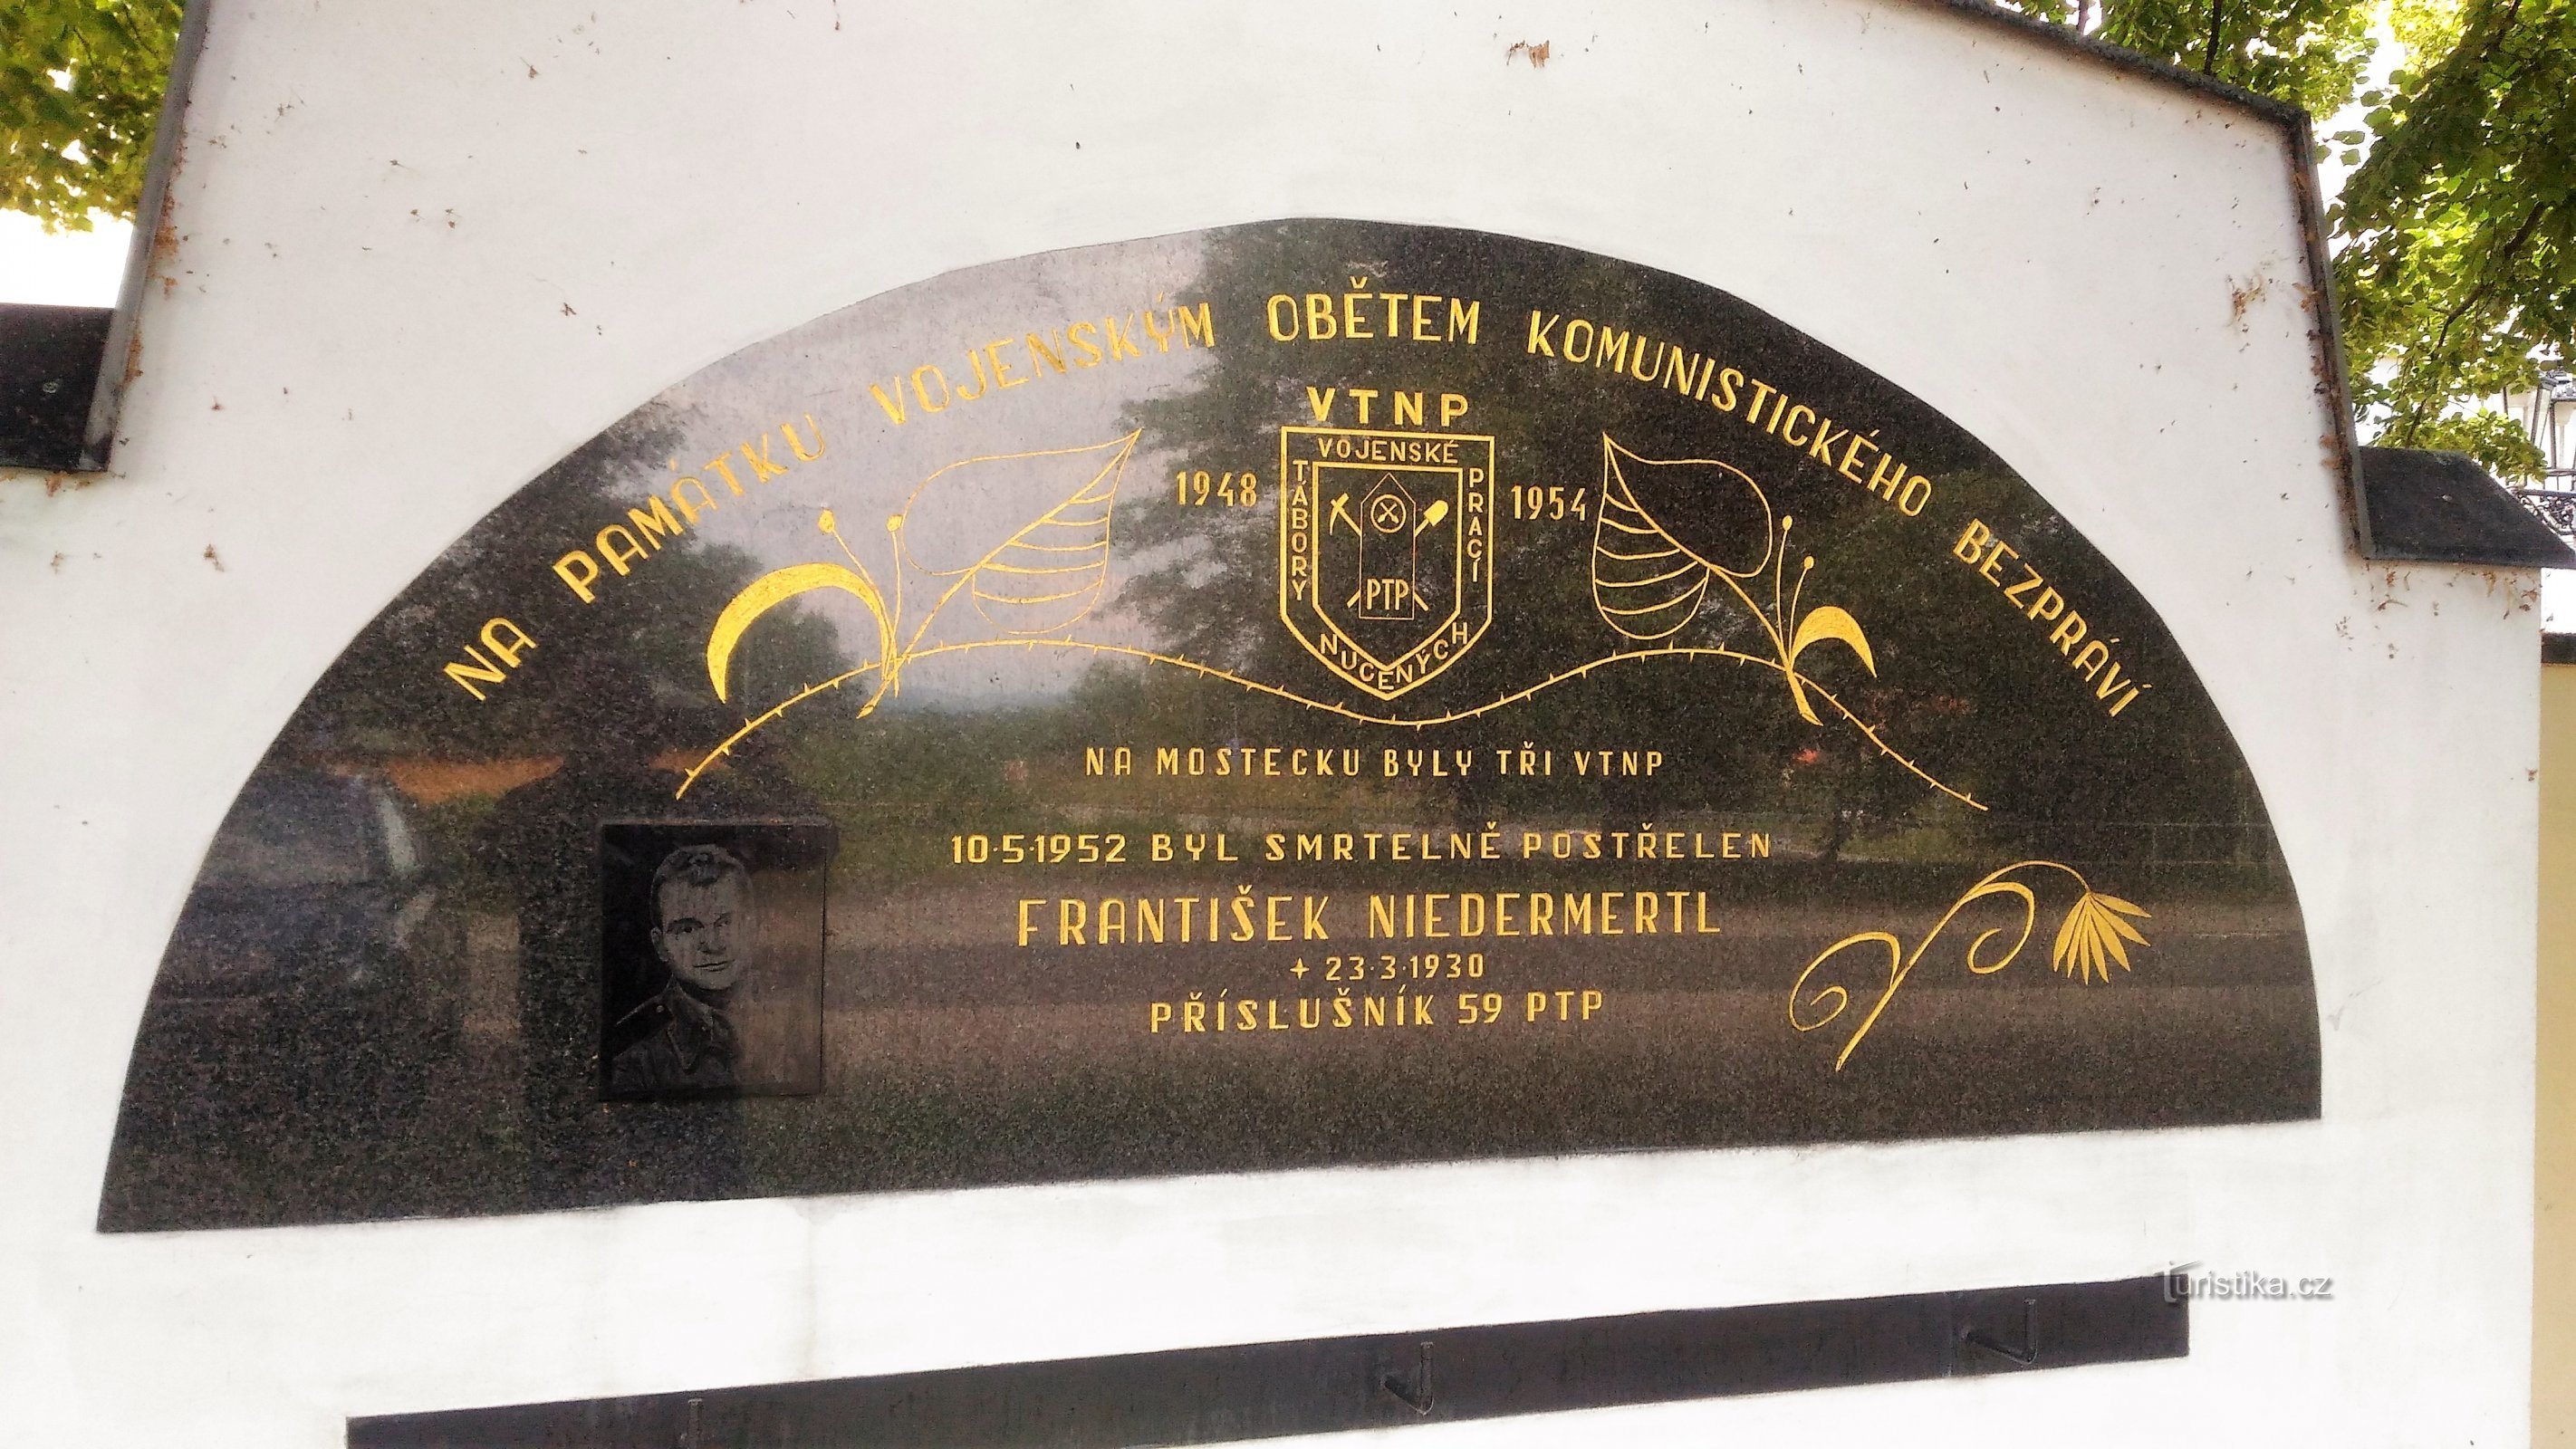 NA PAMÁTKU VOJENSKÝM OBĚTEM KOMUNISTICKÉHO BEZPRÁVÍ
VTNP
1948
VOJENSKÉ
TÁBORY
NUCENÝCH
PRACÍ
PTP
1954
NA MOSTECKU BYLY TŘI VTNP
10·5·1952 BYL SMRTELNĚ POSTŘELEN
FRANTIŠEK NIEDERMERTL
+ 23·3·1930
PŘÍSLUŠNÍK 59 PTP
Turistika.cz